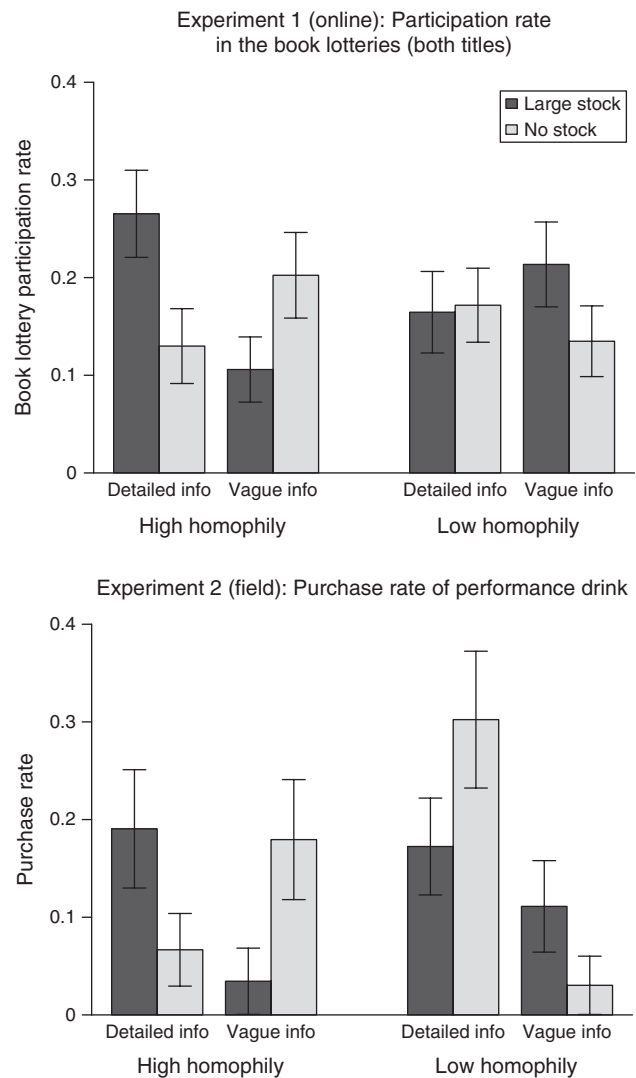 Experiment 1 (online): Participation rate
in the book lotteries (both titles)
0.4
Large stock
No stock
0.3
0.2
0.1
0
Book lottery participation rate
Detailed info Vague info Detailed info Vague info
High homophily Low homophily
Experiment 2 (field): Purchase rate of performance drink
0.4
0.3
0.2
0.1
0
Purchase rate
Detailed info Vague info Detailed info Vague info
High homophily Low homophily